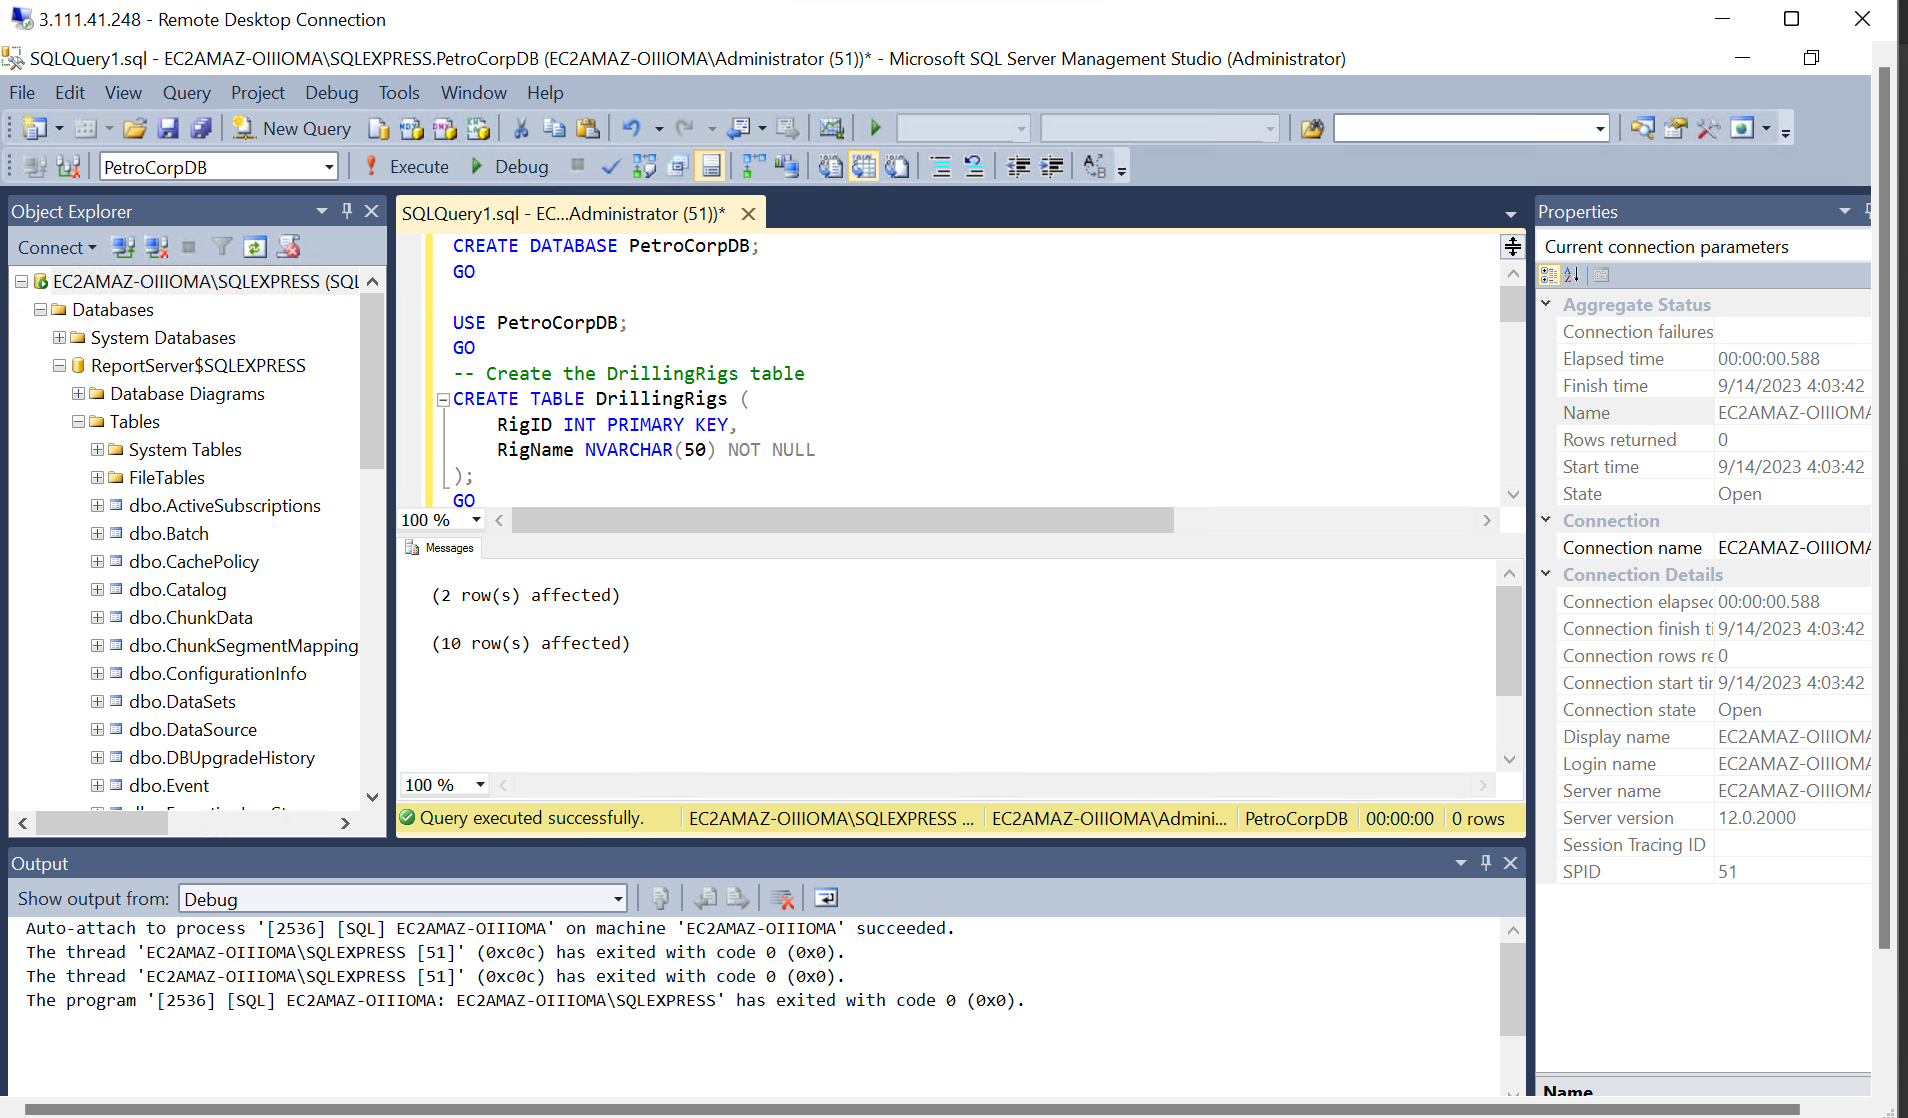 3.111.41.248 - Remote Desktop Connection
SQLQuery1.sql - EC2AMAZ-OIIIOMA\SQLEXPRESS.PetroCorpDB (EC2AMAZ-OIIIOMA\Administrator (51))* - Microsoft SQL Server Management Studio (Administrator)
File Edit View Query Project Debug Tools Window Help
New Query
PetroCorpDB Execute Debug
Object Explorer
Connect
EC2AMAZ-OIIIOMA\SQLEXPRESS (SQL
Databases
System Databases
ReportServer$SQLEXPRESS
Database Diagrams
Tables
System Tables
FileTables
dbo.ActiveSubscriptions
dbo.Batch
dbo.CachePolicy
dbo.Catalog
dbo.ChunkData
dbo.ChunkSegmentMapping
dbo.ConfigurationInfo
dbo.DataSets
dbo.DataSource
dbo.DBUpgradeHistory
dbo.Event
SQLQuery1.sql - EC...Administrator (51))*
CREATE DATABASE PetroCorpDB;
GO
USE PetroCorpDB;
GO
-- Create the DrillingRigs table
CREATE TABLE DrillingRigs (
RigID INT PRIMARY KEY,
RigName NVARCHAR(50) NOT NULL
);
GO
100 %
Messages
(2 row(s) affected)
(10 row(s) affected)
100 %
Query executed successfully. EC2AMAZ-OIIIOMA\SQLEXPRESS ... EC2AMAZ-OIIIOMA\Admini... PetroCorpDB 00:00:00 0 rows
Properties
Current connection parameters
Aggregate Status
Connection failures
Elapsed time 00:00:00.588
Finish time 9/14/2023 4:03:42
Name EC2AMAZ-OIIIOMA
Rows returned 0
Start time 9/14/2023 4:03:42
State Open
Connection
Connection name EC2AMAZ-OIIIOMA
Connection Details
Connection elapsed 00:00:00.588
Connection finish ti 9/14/2023 4:03:42
Connection rows re 0
Connection start tir 9/14/2023 4:03:42
Connection state Open
Display name EC2AMAZ-OIIIOMA
Login name EC2AMAZ-OIIIOMA
Server name EC2AMAZ-OIIIOMA
Server version 12.0.2000
Session Tracing ID
SPID 51
Name
Output
Show output from: Debug
Auto-attach to process '[2536] [SQL] EC2AMAZ-OIIIOMA' on machine 'EC2AMAZ-OIIIOMA' succeeded.
The thread 'EC2AMAZ-OIIIOMA\SQLEXPRESS [51]' (0xc0c) has exited with code 0 (0x0).
The thread 'EC2AMAZ-OIIIOMA\SQLEXPRESS [51]' (0xc0c) has exited with code 0 (0x0).
The program '[2536] [SQL] EC2AMAZ-OIIIOMA: EC2AMAZ-OIIIOMA\SQLEXPRESS' has exited with code 0 (0x0).